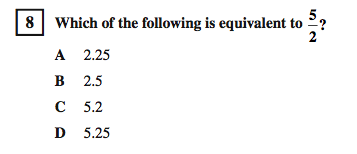 8 Which of the following is equivalent to 5/2?
A 2.25
B 2.5
C 5.2
D 5.25